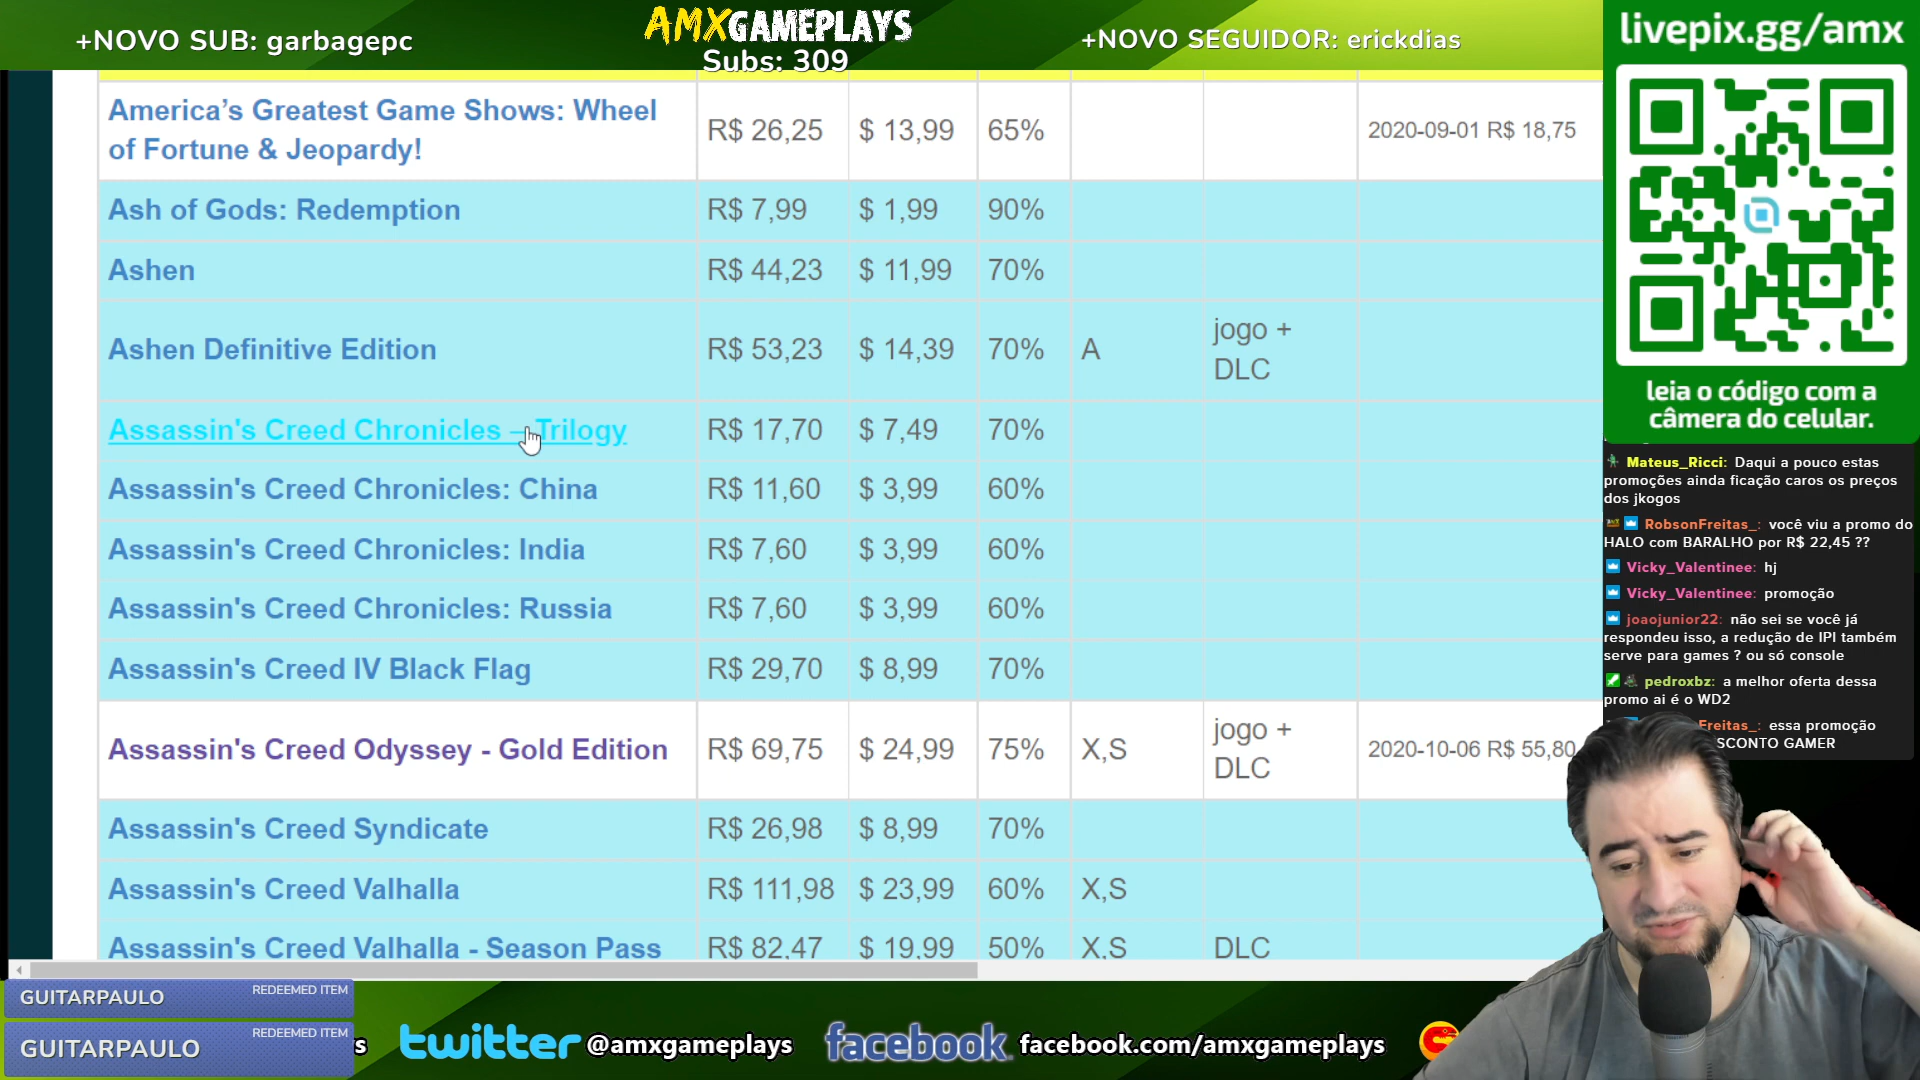 +NOVO SUB: garbagepc
AMXGAMEPLAYS
Subs: 309
+NOVO SEGUIDOR: erickdias
livepix.gg/amx
leia o código com a
câmera do celular.
America’s Greatest Game Shows: Wheel
of Fortune & Jeopardy!
R$ 26,25 $ 13,99 65% 2020-09-01 R$ 18,75
Ash of Gods: Redemption R$ 7,99 $ 1,99 90%
Ashen R$ 44,23 $ 11,99 70%
Ashen Definitive Edition R$ 53,23 $ 14,39 70% A jogo +
DLC
Assassin's Creed Chronicles – Trilogy R$ 17,70 $ 7,49 70%
Assassin's Creed Chronicles: China R$ 11,60 $ 3,99 60%
Assassin's Creed Chronicles: India R$ 7,60 $ 3,99 60%
Assassin's Creed Chronicles: Russia R$ 7,60 $ 3,99 60%
Assassin's Creed IV Black Flag R$ 29,70 $ 8,99 70%
Assassin's Creed Odyssey - Gold Edition R$ 69,75 $ 24,99 75% X,S jogo +
DLC
2020-10-06 R$ 55,80
Assassin's Creed Syndicate R$ 26,98 $ 8,99 70%
Assassin's Creed Valhalla R$ 111,98 $ 23,99 60% X,S
Assassin's Creed Valhalla - Season Pass R$ 82,47 $ 19,99 50% X,S DLC
Mateus_Ricci: Daqui a pouco estas
promoções ainda ficação caros os preços
dos jkogos
RobsonFreitas_: você viu a promo do
HALO com BARALHO por R$ 22,45 ??
Vicky_Valentinee: hj
Vicky_Valentinee: promoção
joaojunior22: não sei se você já
respondeu isso, a redução de IPI também
serve para games ? ou só console
pedroxbz: a melhor oferta dessa
promo ai é o WD2
Freitas_: essa promoção
SCONTO GAMER
GUITARPAULO REDEEMED ITEM
GUITARPAULO REDEEMED ITEM
s
twitter @amxgameplays
facebook facebook.com/amxgameplays